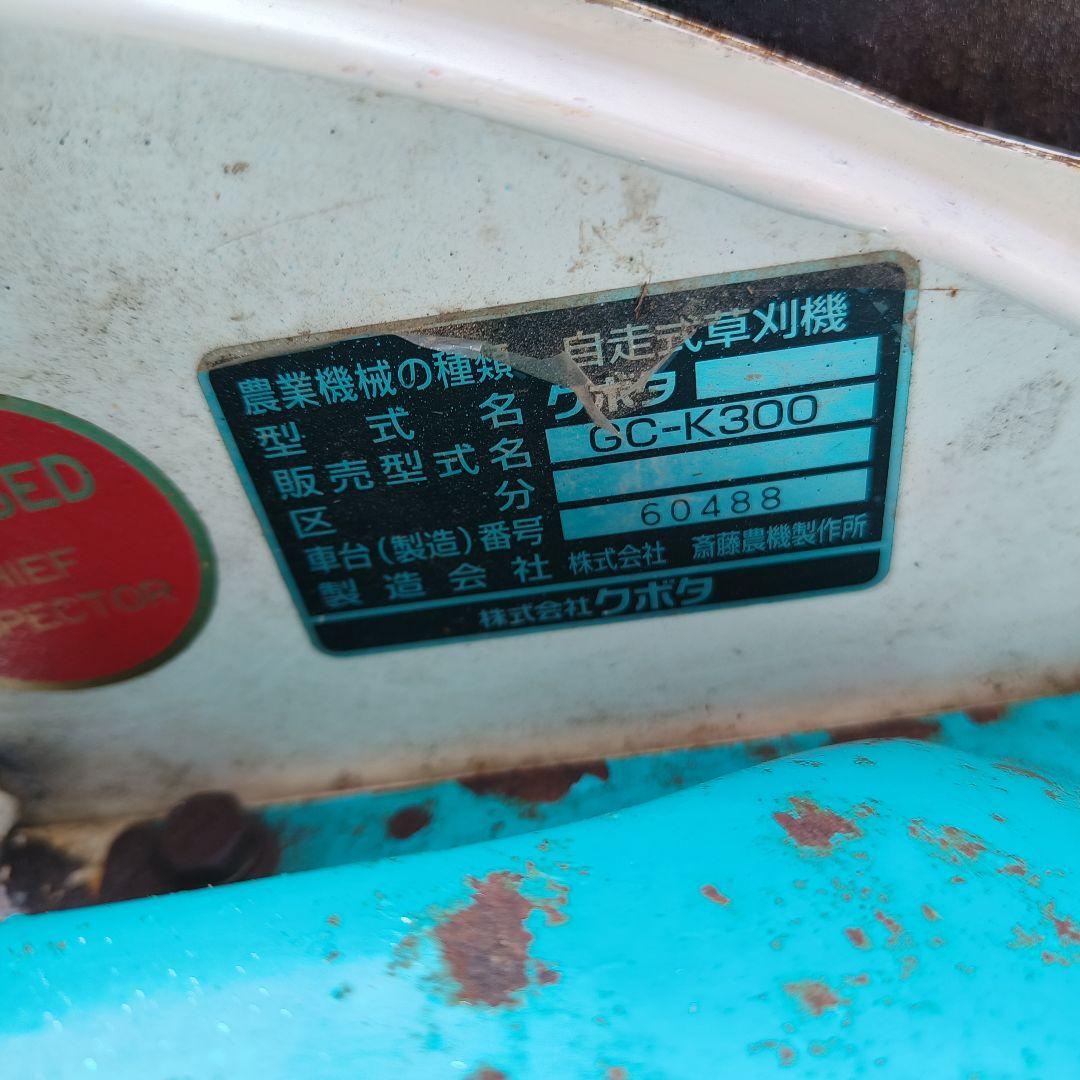 農業機械の種類 自走式草刈機
型式名 クボタ
販売型式名 GC-K300
区分 -
車台(製造)番号 60488
製造会社 株式会社 斎藤農機製作所
株式会社クボタ
PECTOR